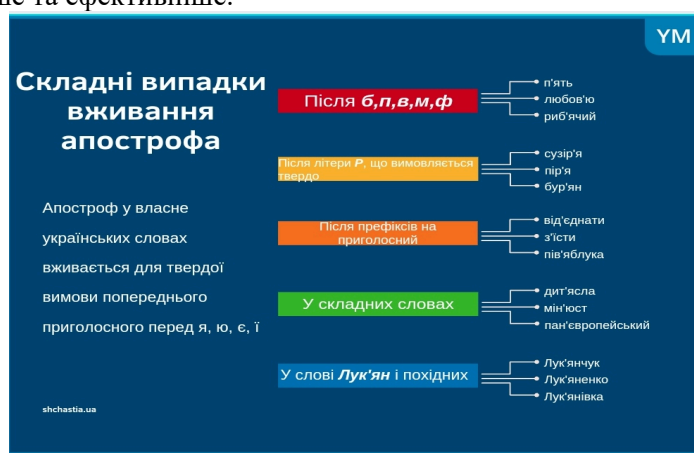 ше та ефективніше.
YM
Складні випадки
вживання
апострофа
Апостроф у власне
українських словах
вживається для твердої
вимови попереднього
приголосного перед я, ю, є, ї
shchastia.ua
Після б,п,в,м,ф
п'ять
любов'ю
риб'ячий
Після літери Р, що вимовляється
твердо
сузір'я
пір'я
бур'ян
Після префіксів на
приголосний
від'єднати
з'їсти
пів'яблука
У складних словах
дит'ясла
мін'юст
пан'європейський
У слові Лук'ян і похідних
Лук'янчук
Лук'яненко
Лук'янівка